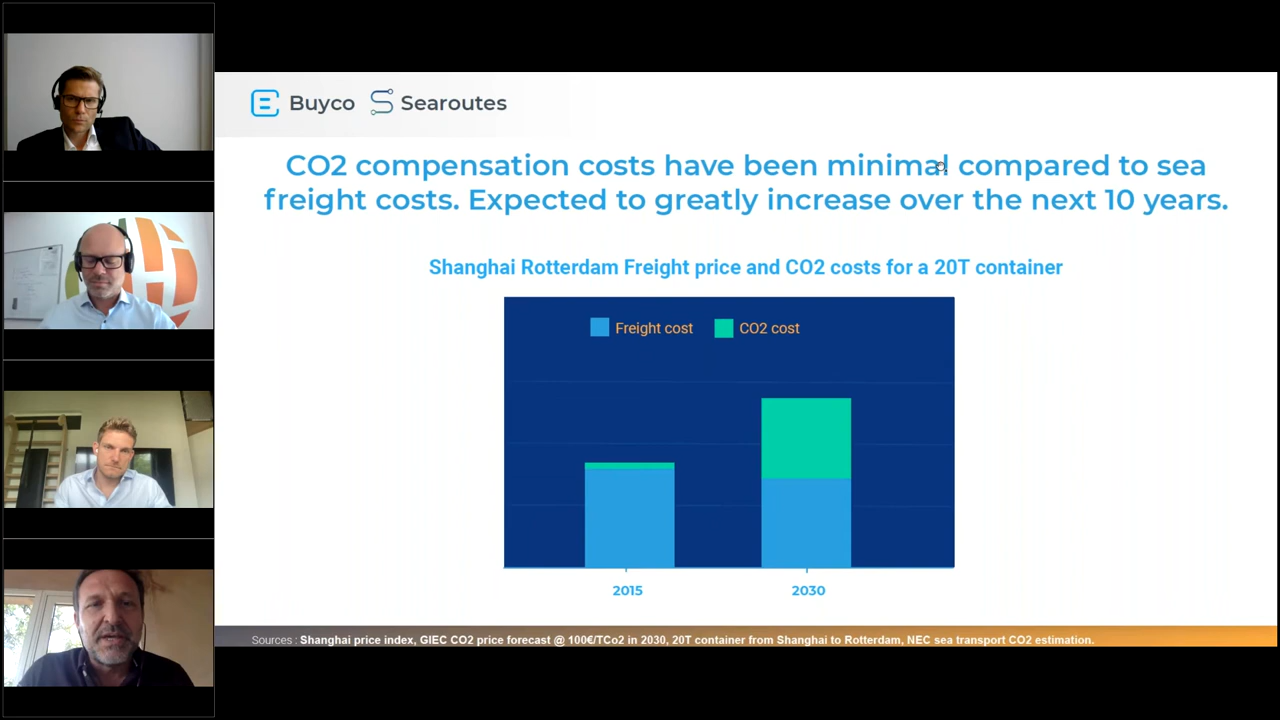 Buyco Searoutes
CO2 compensation costs have been minimal compared to sea
freight costs. Expected to greatly increase over the next 10 years.
Shanghai Rotterdam Freight price and CO2 costs for a 20T container
Freight cost CO2 cost
2015 2030
Sources : Shanghai price index, GIEC CO2 price forecast @ 100€/TCo2 in 2030, 20T container from Shanghai to Rotterdam, NEC sea transport CO2 estimation.